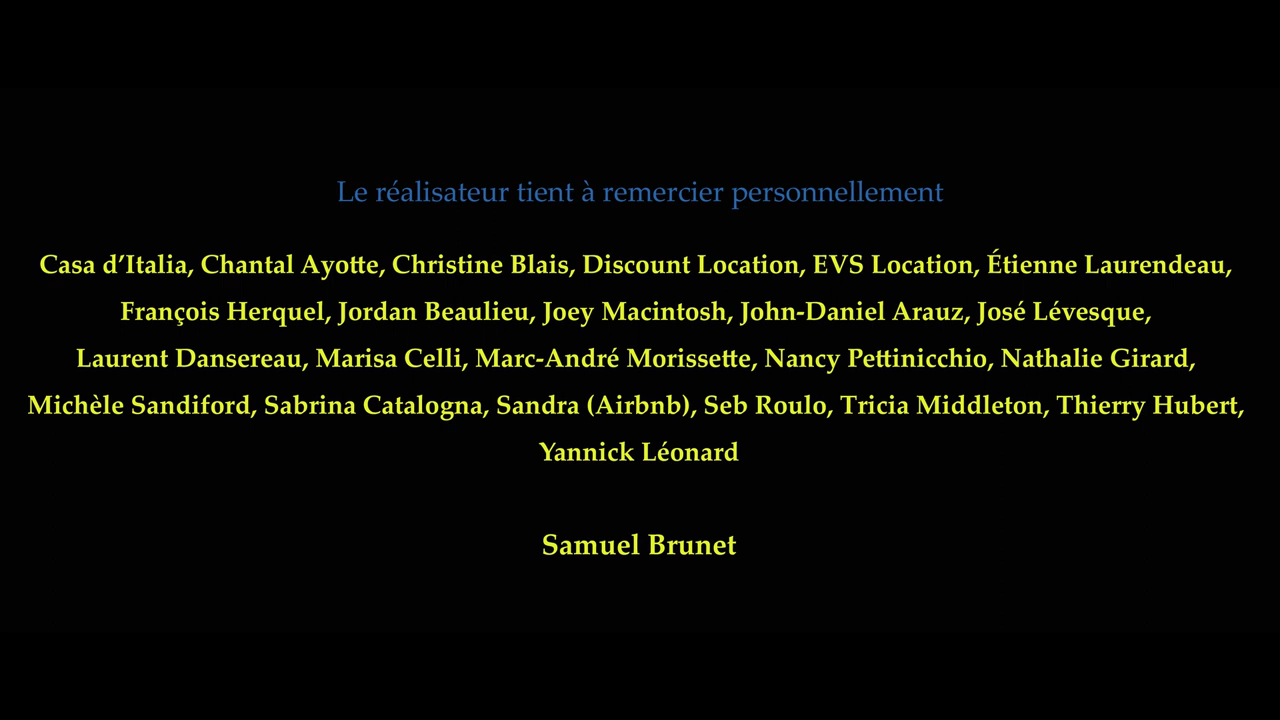 Le réalisateur tient à remercier personnellement
Casa d’Italia, Chantal Ayotte, Christine Blais, Discount Location, EVS Location, Étienne Laurendeau,
François Herquel, Jordan Beaulieu, Joey Macintosh, John-Daniel Arauz, José Lévesque,
Laurent Dansereau, Marisa Celli, Marc-André Morissette, Nancy Pettinicchio, Nathalie Girard,
Michèle Sandiford, Sabrina Catalogna, Sandra (Airbnb), Seb Roulo, Tricia Middleton, Thierry Hubert,
Yannick Léonard
Samuel Brunet